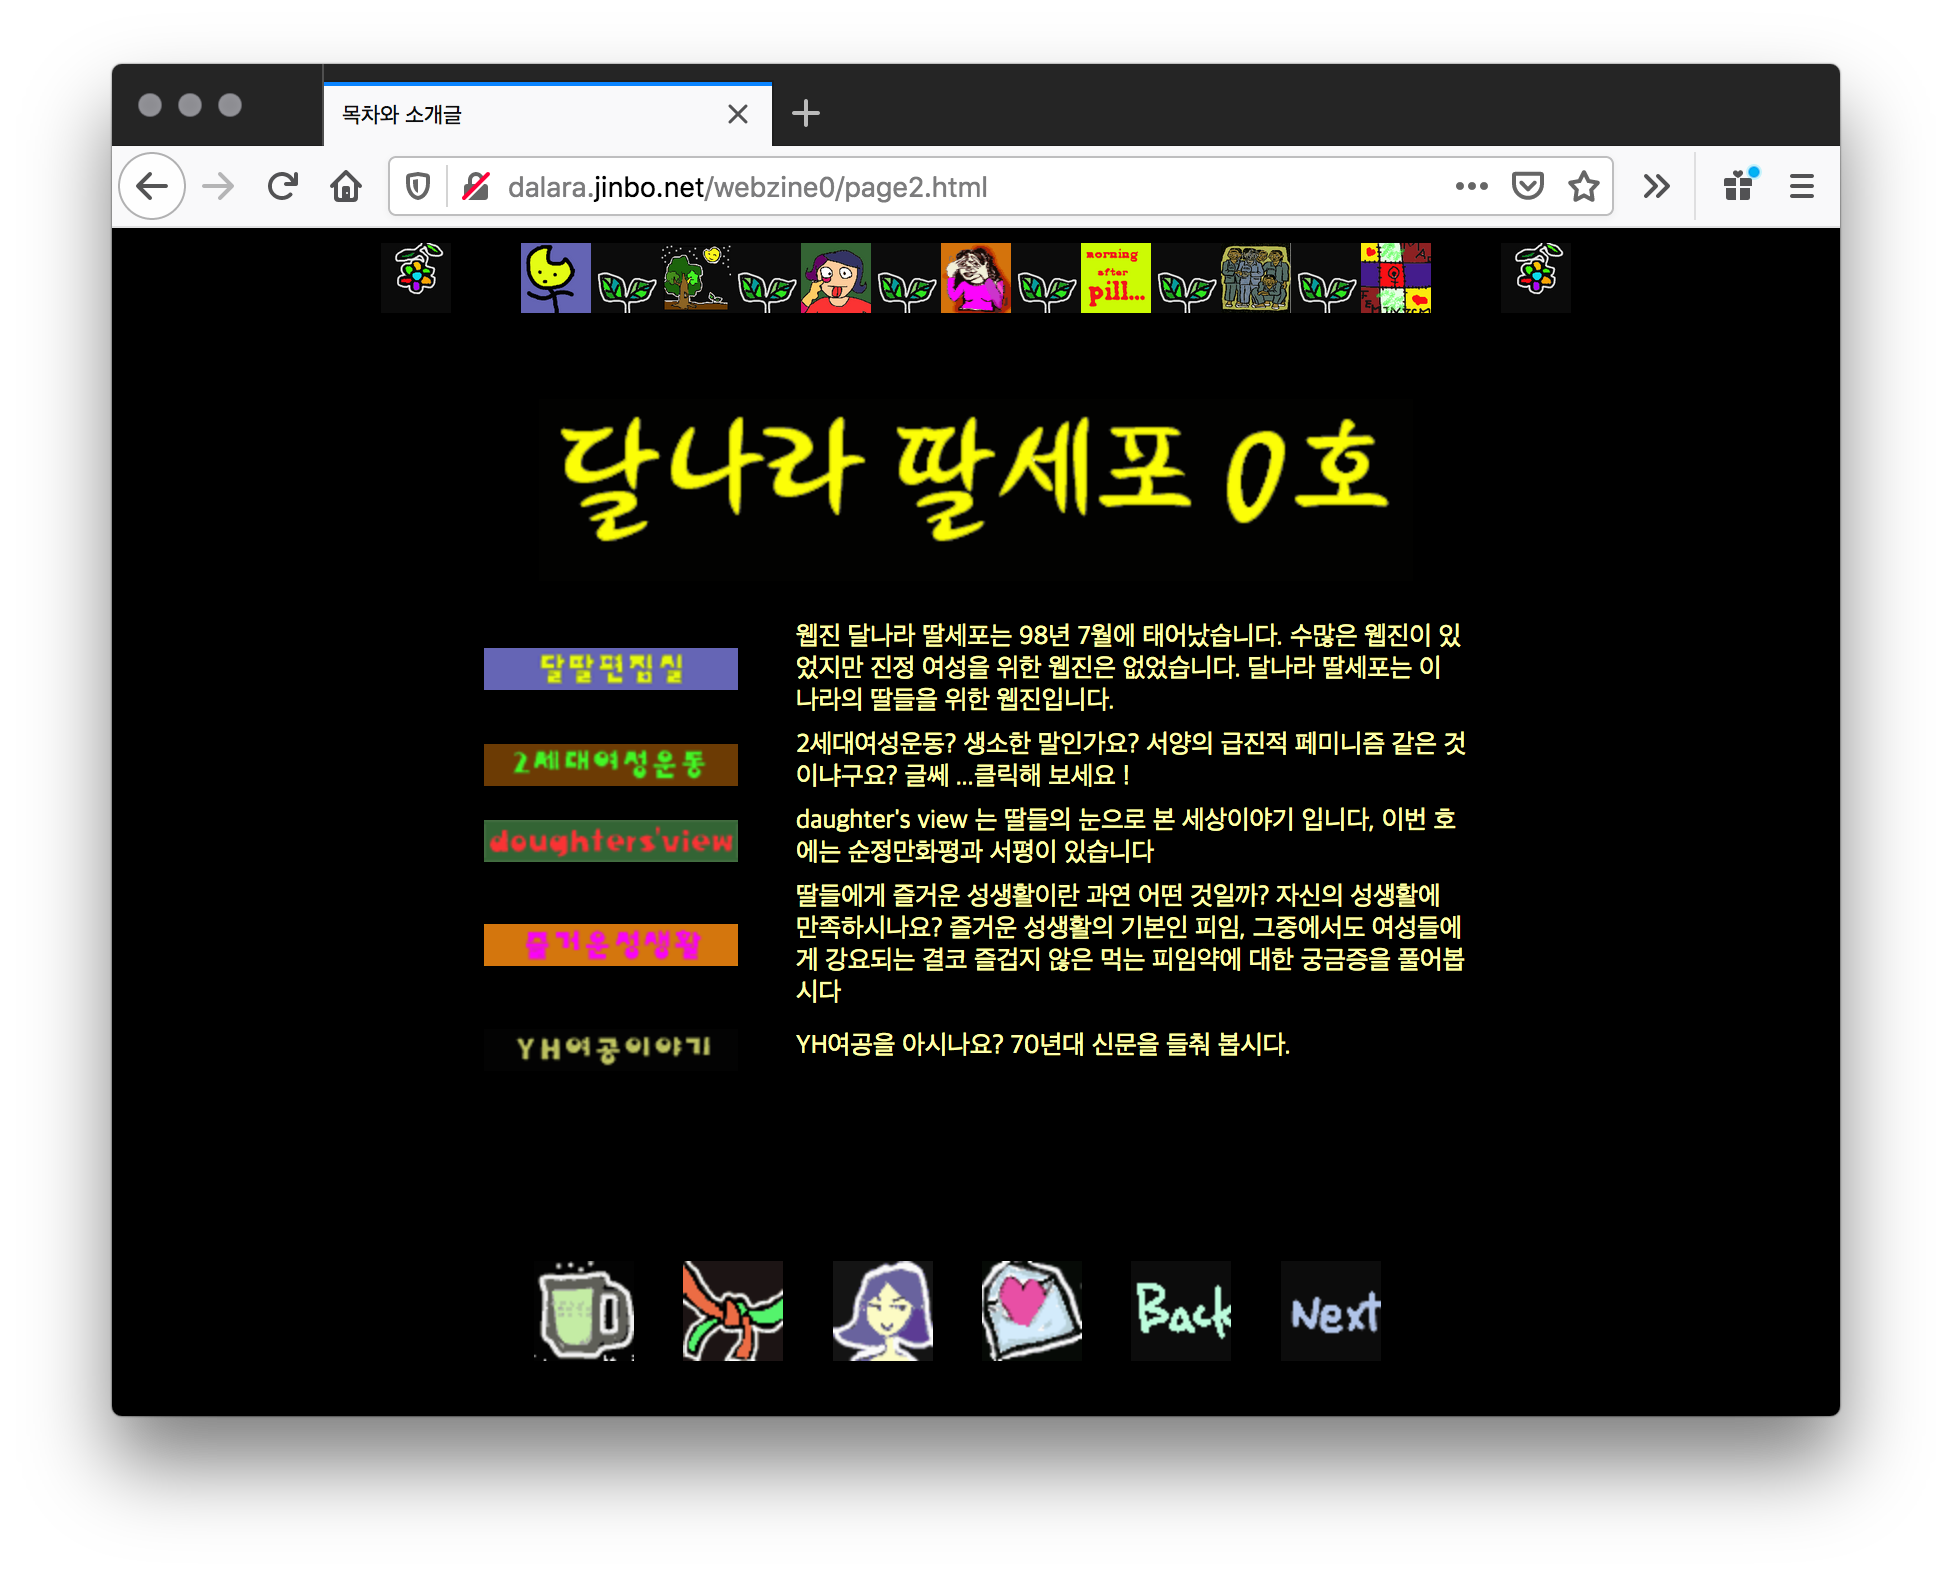 목차와 소개글
dalara.jinbo.net/webzine0/page2.html
morning
after
pill...
달나라 딸세포 0호
달딸편집실
웹진 달나라 딸세포는 98년 7월에 태어났습니다. 수많은 웹진이 있
었지만 진정 여성을 위한 웹진은 없었습니다. 달나라 딸세포는 이
나라의 딸들을 위한 웹진입니다.
2세대여성운동
2세대여성운동? 생소한 말인가요? 서양의 급진적 페미니즘 같은 것
이냐구요? 글쎄 ...클릭해 보세요 !
doughters'view
daughter's view 는 딸들의 눈으로 본 세상이야기 입니다, 이번 호
에는 순정만화평과 서평이 있습니다
즐거운성생활
딸들에게 즐거운 성생활이란 과연 어떤 것일까? 자신의 성생활에
만족하시나요? 즐거운 성생활의 기본인 피임, 그중에서도 여성들에
게 강요되는 결코 즐겁지 않은 먹는 피임약에 대한 궁금증을 풀어봅
시다
YH여공이야기
YH여공을 아시나요? 70년대 신문을 들춰 봅시다.
Back
Next